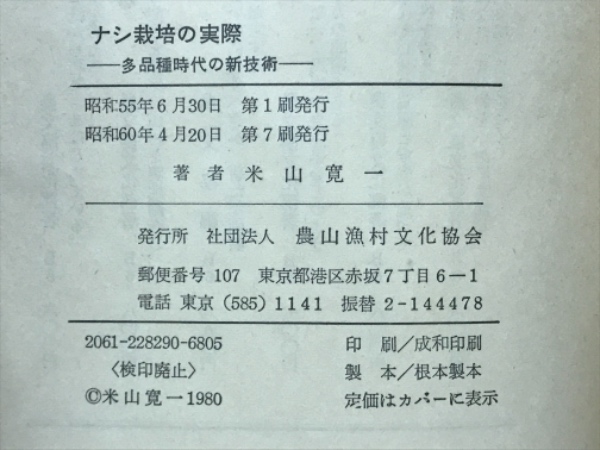 ナシ栽培の実際
——多品種時代の新技術——
昭和55年6月30日 第1刷発行
昭和60年4月20日 第7刷発行
著者 米山寛一
発行所 社団法人 農山漁村文化協会
郵便番号 107 東京都港区赤坂7丁目6−1
電話 東京(585)1141 振替 2-144478
2061-228290-6805 印刷/成和印刷
〈検印廃止〉 製本/根本製本
©米山寛一1980 定価はカバーに表示